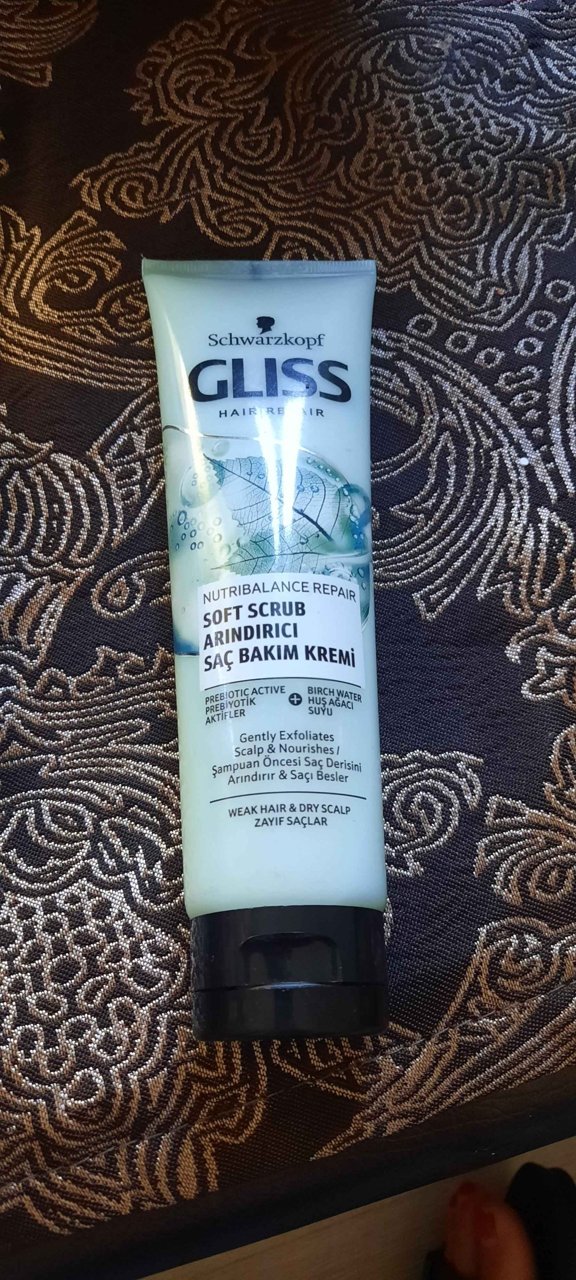 Schwarzkopf
GLISS
HAIR REPAIR
NUTRIBALANCE REPAIR
SOFT SCRUB
ARINDIRICI
SAÇ BAKIM KREMİ
PREBIOTIC ACTIVE
PREBİYOTİK
AKTİFLER
+
BIRCH WATER
HUŞ AĞACI
SUYU
Gently Exfoliates
Scalp & Nourishes /
Şampuan Öncesi Saç Derisini
Arındırır & Saçı Besler
WEAK HAIR & DRY SCALP
ZAYIF SAÇLAR